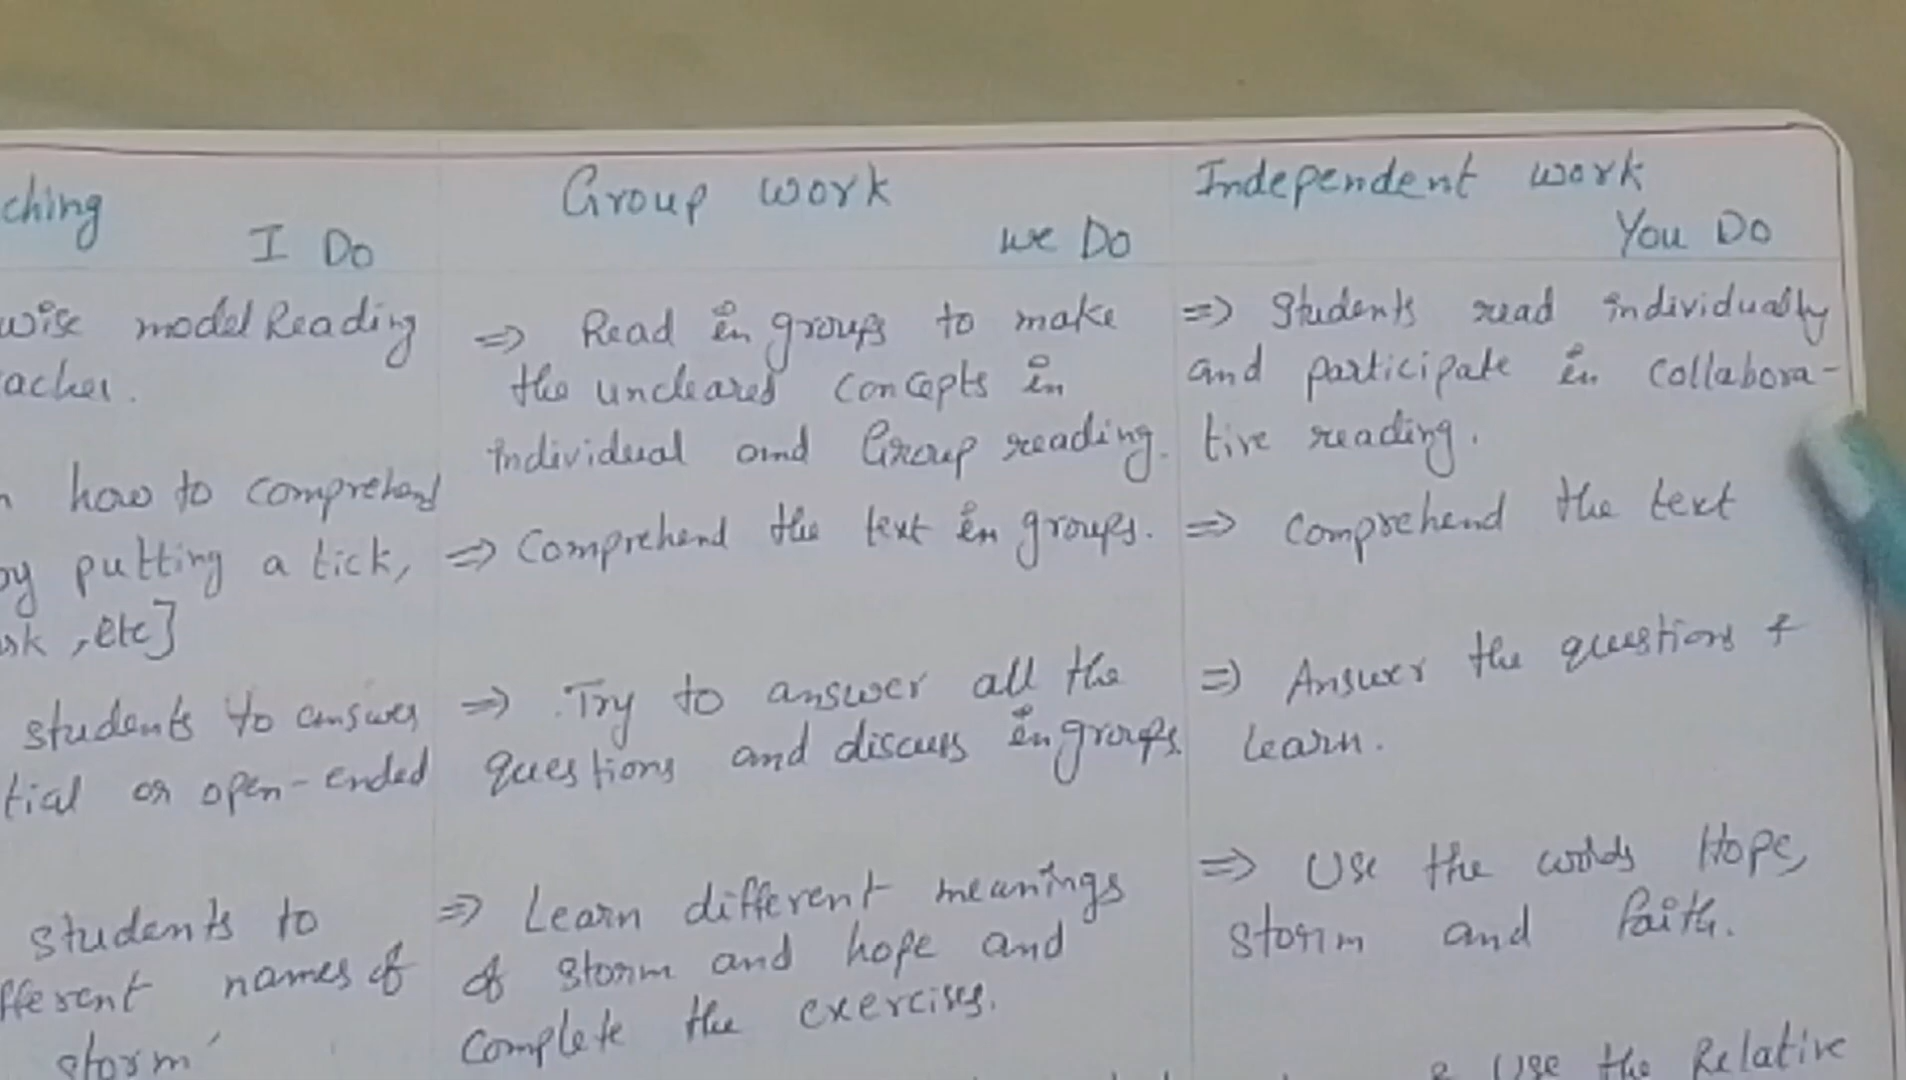 ching
I Do
wise model Reading
acher.
how to comprehend
by putting a tick,
, etc]
students to answer
tial or open-ended
students to
fferent names of
storm'
Group work
we Do
=> Read in groups to make
the uncleared concepts in
individual and Group reading.
=> Comprehend the text in groups.
=> Try to answer all the
questions and discuss in groups.
=> Learn different meanings
of storm and hope and
complete the exercises.
Independent work
You Do
=> Students read individually
and participate in collabora-
tive reading.
=> Comprehend the text
=> Answer the questions &
learn.
=> Use the words Hope,
storm and faith.
Use the Relative